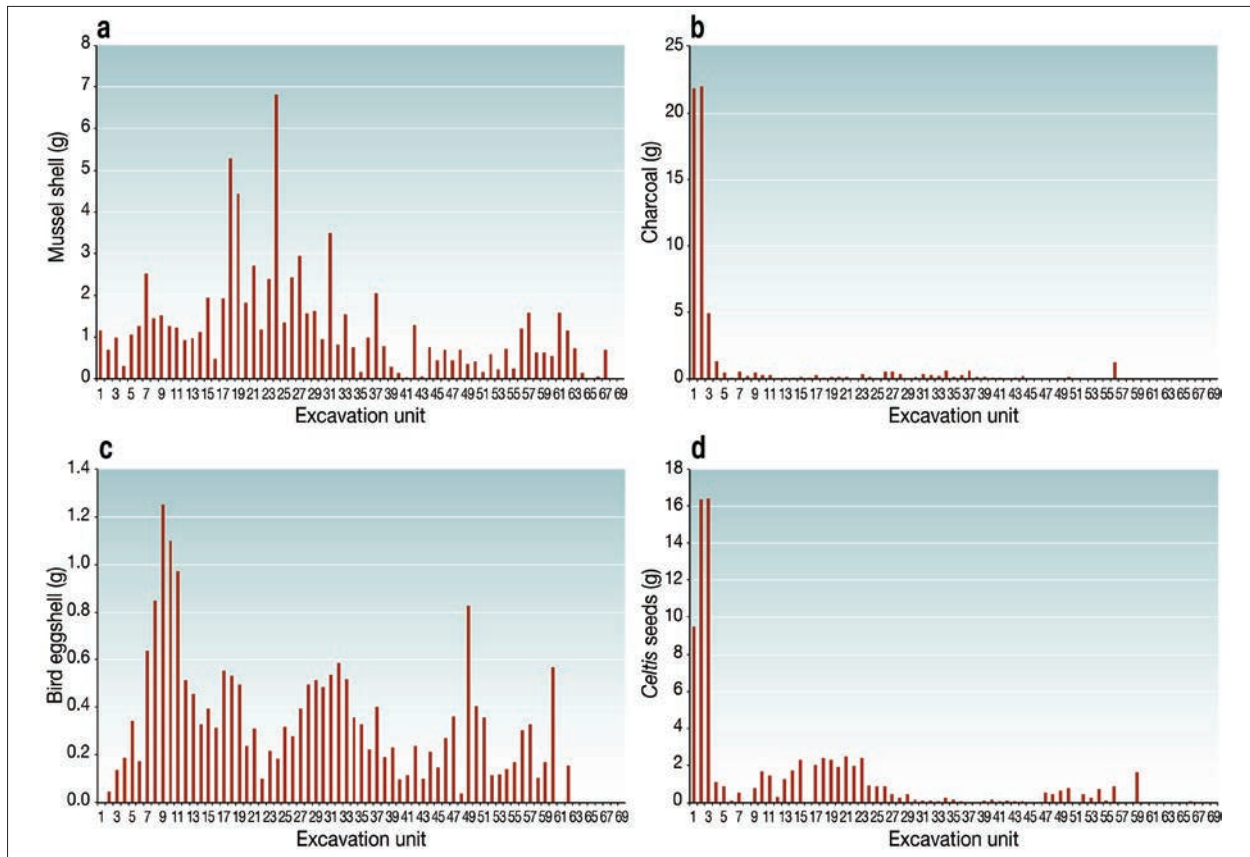 a
8
7
6
5
4
3
2
1
0
Mussel shell (g)
1 3 5 7 9 11 13 15 17 19 21 23 25 27 29 31 33 35 37 39 41 43 45 47 49 51 53 55 57 59 61 63 65 67 69
Excavation unit
b
25
20
15
10
5
0
Charcoal (g)
1 3 5 7 9 11 13 15 17 19 21 23 25 27 29 31 33 35 37 39 41 43 45 47 49 51 53 55 57 59 61 63 65 67 69
Excavation unit
c
1.4
1.2
1.0
0.8
0.6
0.4
0.2
0.0
Bird eggshell (g)
1 3 5 7 9 11 13 15 17 19 21 23 25 27 29 31 33 35 37 39 41 43 45 47 49 51 53 55 57 59 61 63 65 67 69
Excavation unit
d
18
16
14
12
10
8
6
4
2
0
Celtis seeds (g)
1 3 5 7 9 11 13 15 17 19 21 23 25 27 29 31 33 35 37 39 41 43 45 47 49 51 53 55 57 59 61 63 65 67 69
Excavation unit